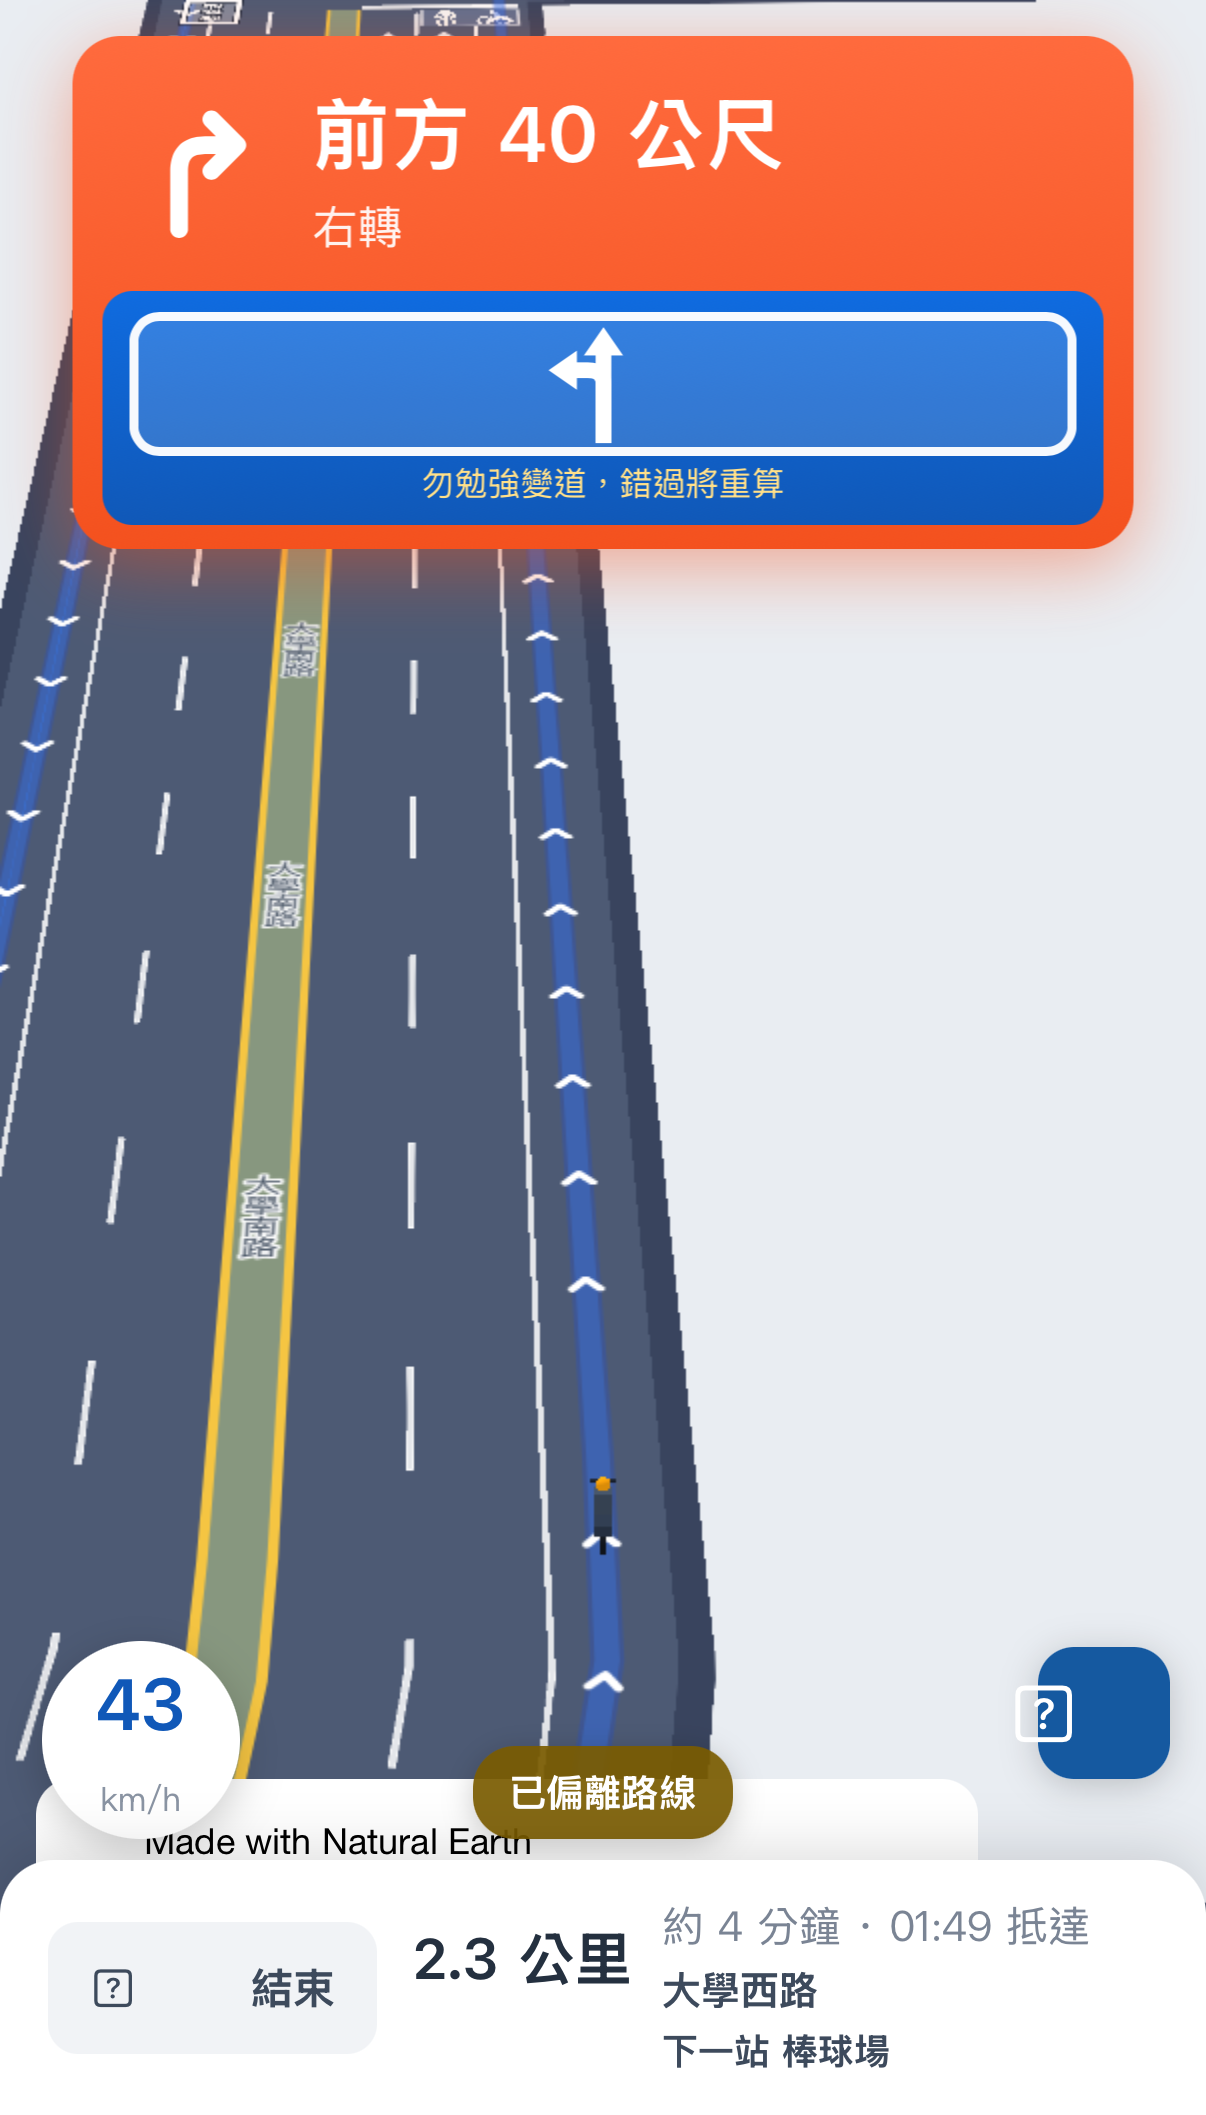 前方 40 公尺
右轉
勿勉強變道，錯過將重算
大學南路
大學南路
大學南路
43
km/h
已偏離路線
Made with Natural Earth
結束
2.3 公里
約 4 分鐘 · 01:49 抵達
大學西路
下一站 棒球場